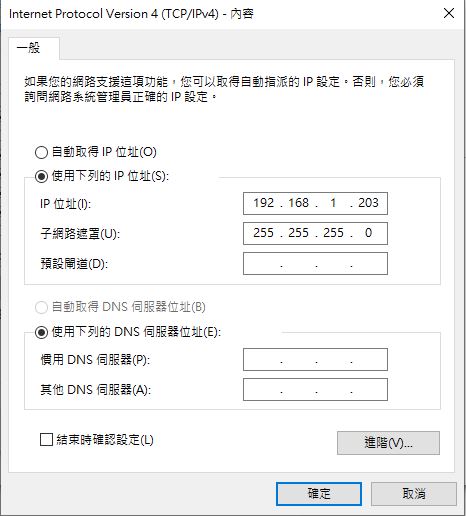 Internet Protocol Version 4 (TCP/IPv4) - 內容
一般
如果您的網路支援這項功能，您可以取得自動指派的 IP 設定。否則，您必須
詢問網路系統管理員正確的 IP 設定。
自動取得 IP 位址(O)
使用下列的 IP 位址(S):
IP 位址(I): 192 . 168 . 1 . 203
子網路遮罩(U): 255 . 255 . 255 . 0
預設閘道(D): . . .
自動取得 DNS 伺服器位址(B)
使用下列的 DNS 伺服器位址(E):
慣用 DNS 伺服器(P): . . .
其他 DNS 伺服器(A): . . .
結束時確認設定(L)
進階(V)...
確定 取消